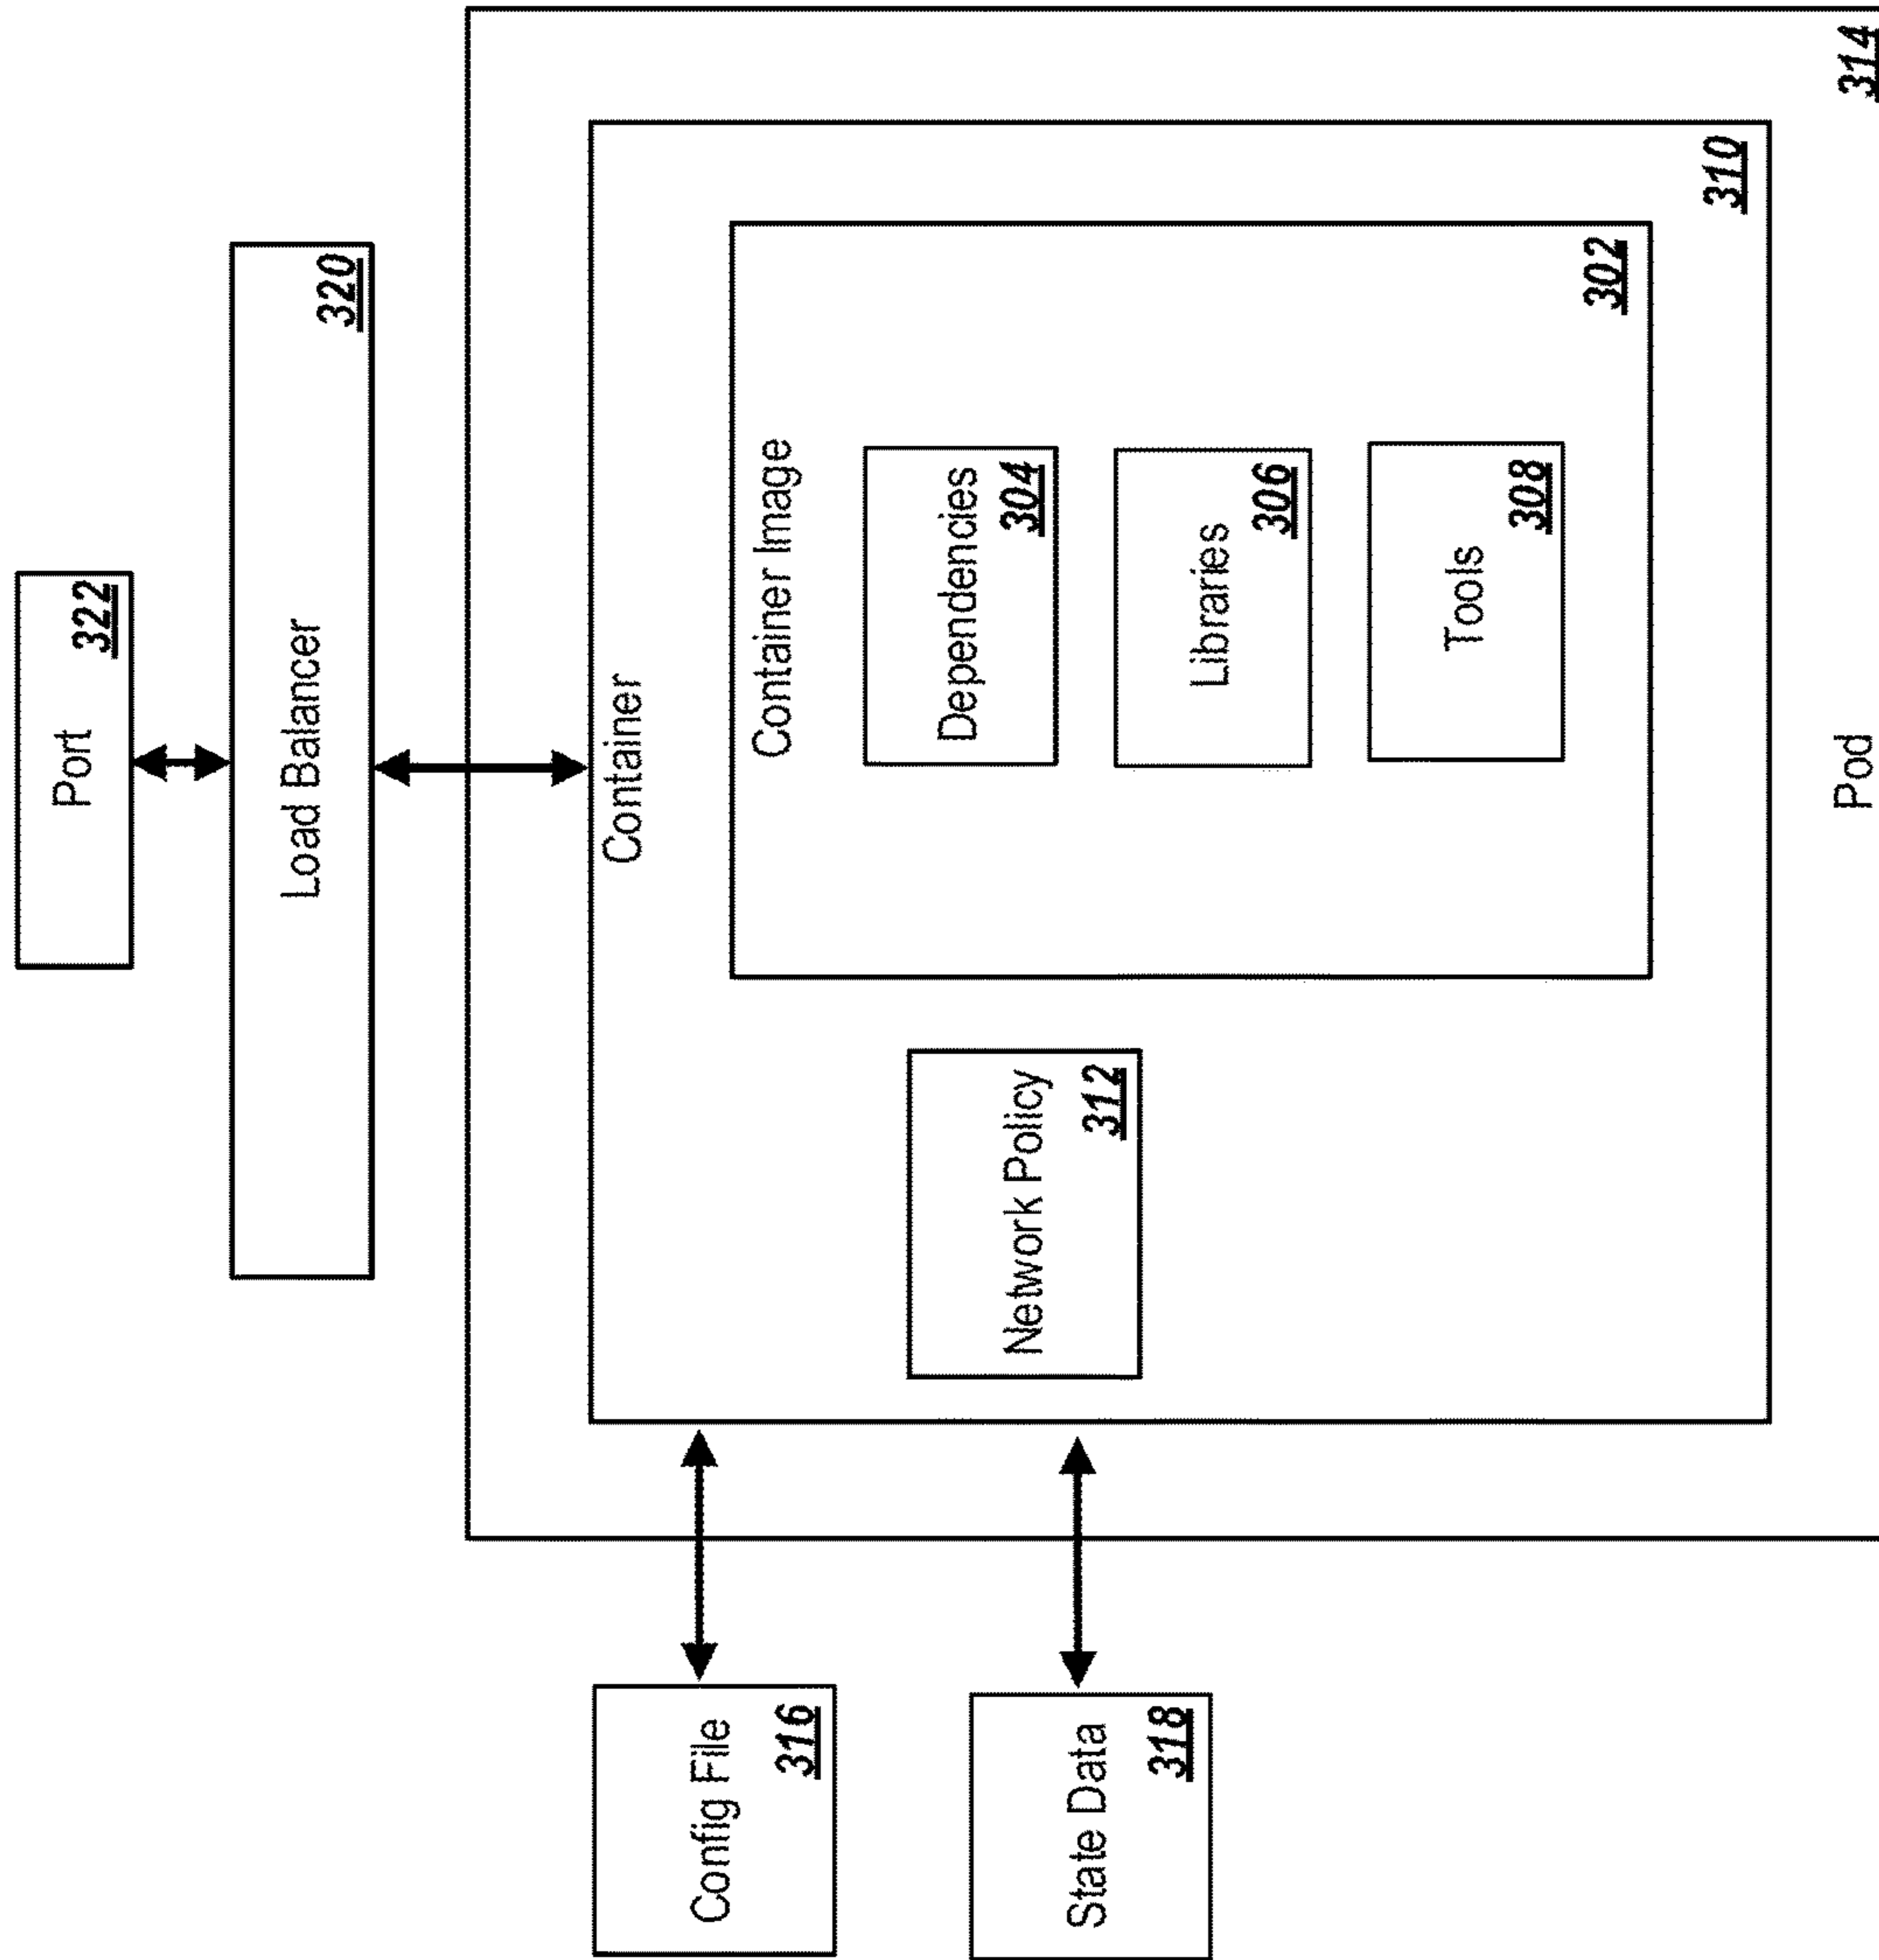 Port
322
Load Balancer
320
Container
Container Image
Dependencies
304
Libraries
306
Tools
308
302
Network Policy
312
310
Config File
316
State Data
318
Pod
314